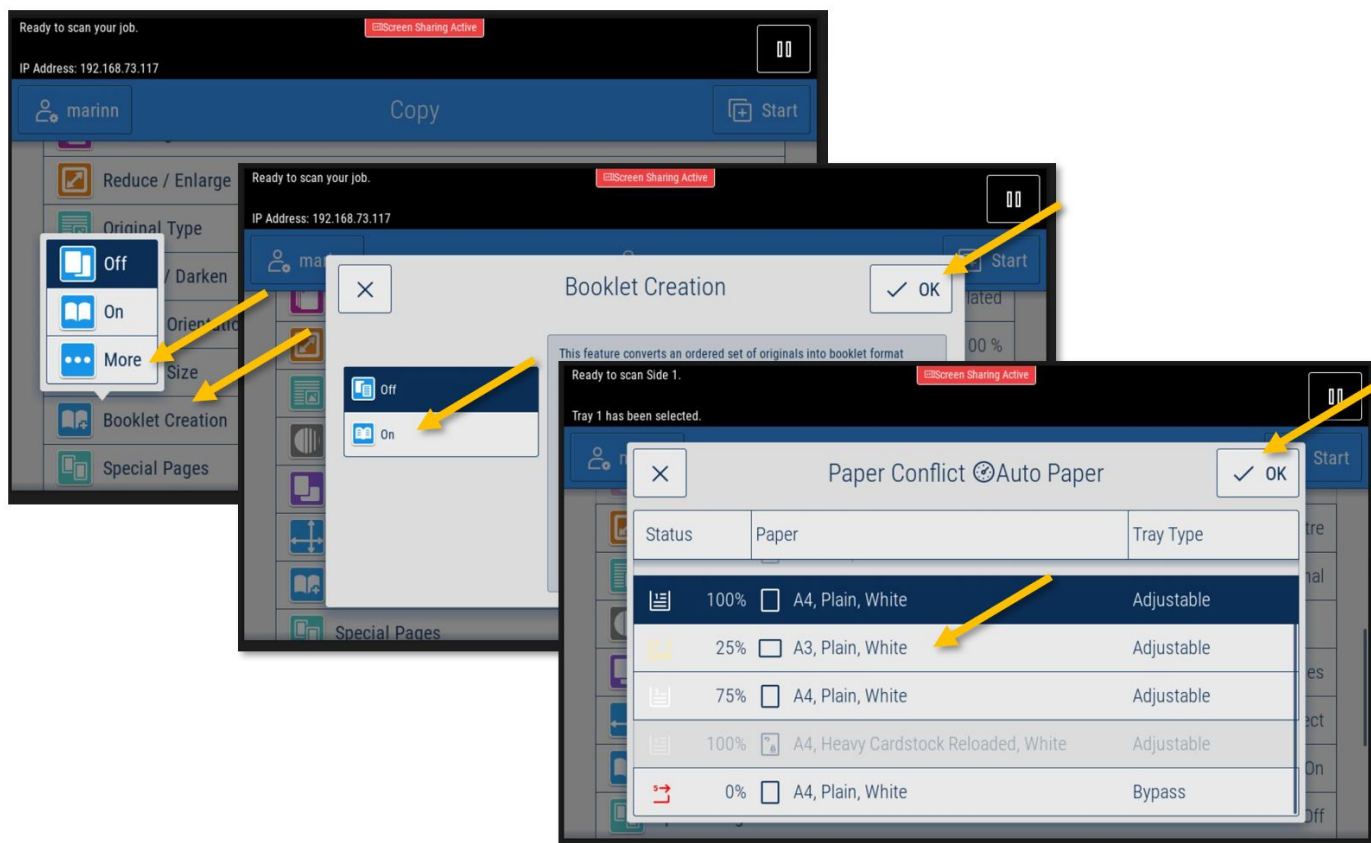 Ready to scan your job.
Screen Sharing Active
IP Address: 192.168.73.117
marinn
Copy
Start
Reduce / Enlarge
Original Type
Off
/ Darken
On
More
Size
Booklet Creation
Special Pages
Ready to scan your job.
Screen Sharing Active
IP Address: 192.168.73.117
Start
Booklet Creation
OK
00 %
This feature converts an ordered set of originals into booklet format
Off
On
Special Pages
Ready to scan Side 1.
Screen Sharing Active
Tray 1 has been selected.
Start
Paper Conflict Auto Paper
OK
Status Paper Tray Type
100% A4, Plain, White Adjustable
25% A3, Plain, White Adjustable
75% A4, Plain, White Adjustable
100% A4, Heavy Cardstock Reloaded, White Adjustable
0% A4, Plain, White Bypass
On
Off